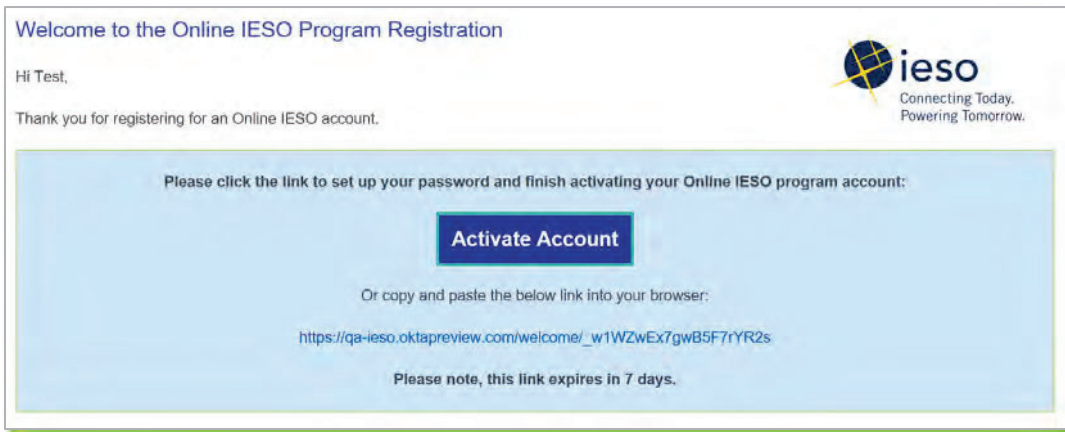 Welcome to the Online IESO Program Registration
ieso
Connecting Today.
Powering Tomorrow.
Hi Test,
Thank you for registering for an Online IESO account.
Please click the link to set up your password and finish activating your Online IESO program account:
Activate Account
Or copy and paste the below link into your browser:
https://qa-ieso.oktapreview.com/welcome/_w1WZwEx7gwB5F7rYR2s
Please note, this link expires in 7 days.